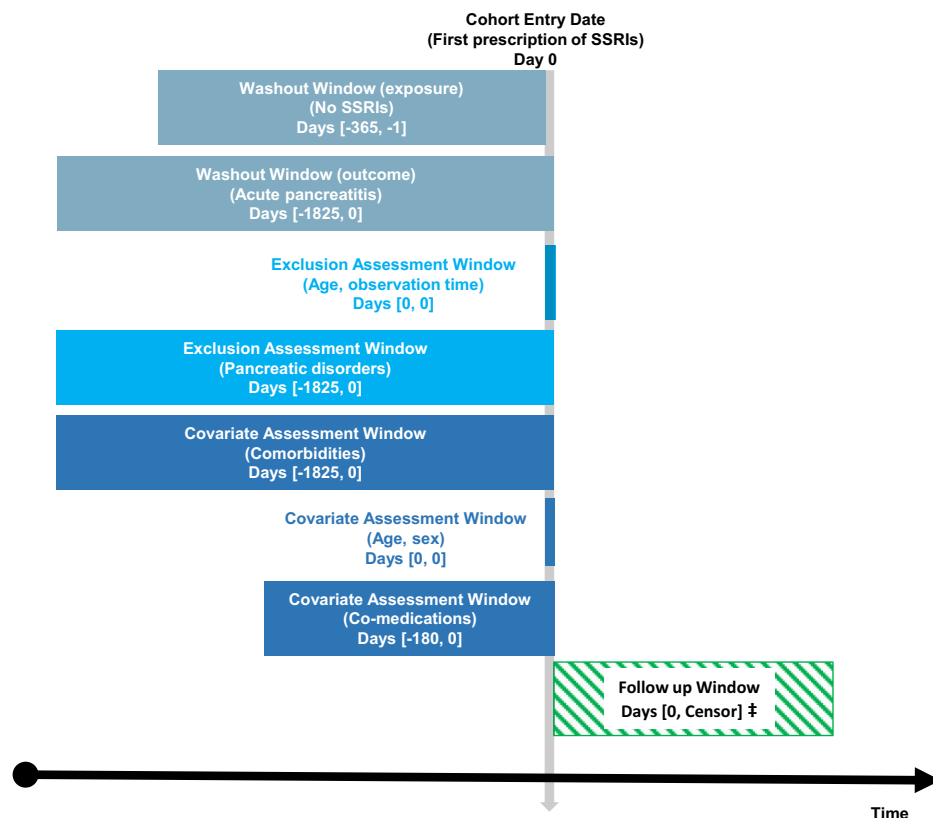 Cohort Entry Date
(First prescription of SSRIs)
Day 0
Washout Window (exposure)
(No SSRIs)
Days [-365, -1]
Washout Window (outcome)
(Acute pancreatitis)
Days [-1825, 0]
Exclusion Assessment Window
(Age, observation time)
Days [0, 0]
Exclusion Assessment Window
(Pancreatic disorders)
Days [-1825, 0]
Covariate Assessment Window
(Comorbidities)
Days [-1825, 0]
Covariate Assessment Window
(Age, sex)
Days [0, 0]
Covariate Assessment Window
(Co-medications)
Days [-180, 0]
Follow up Window
Days [0, Censor] ‡
Time